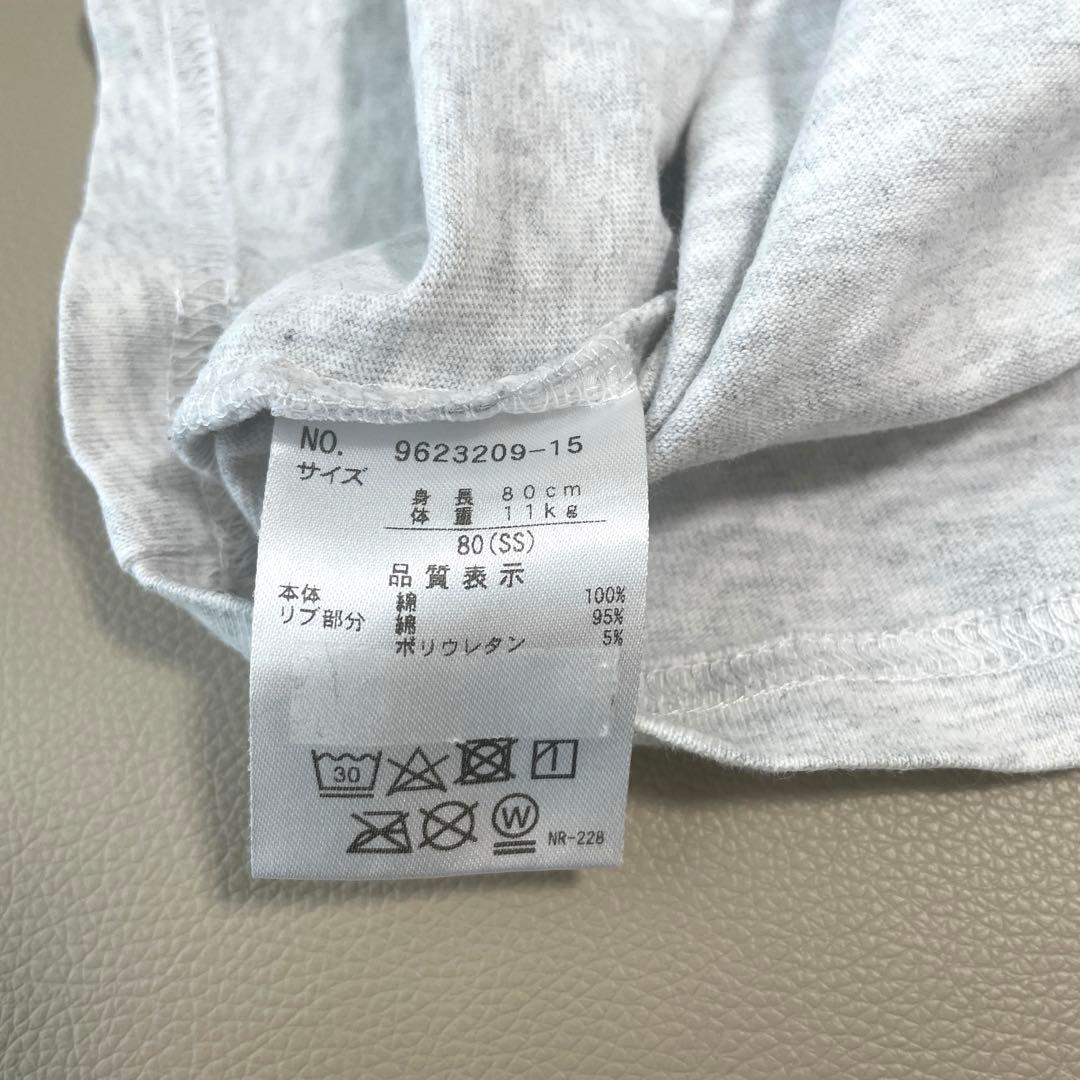 NO. 9623209-15
サイズ
身長 80cm
体重 11kg
80(SS)
品質表示
本体 綿 100%
リブ部分 綿 95%
ポリウレタン 5%
30
W
NR-228